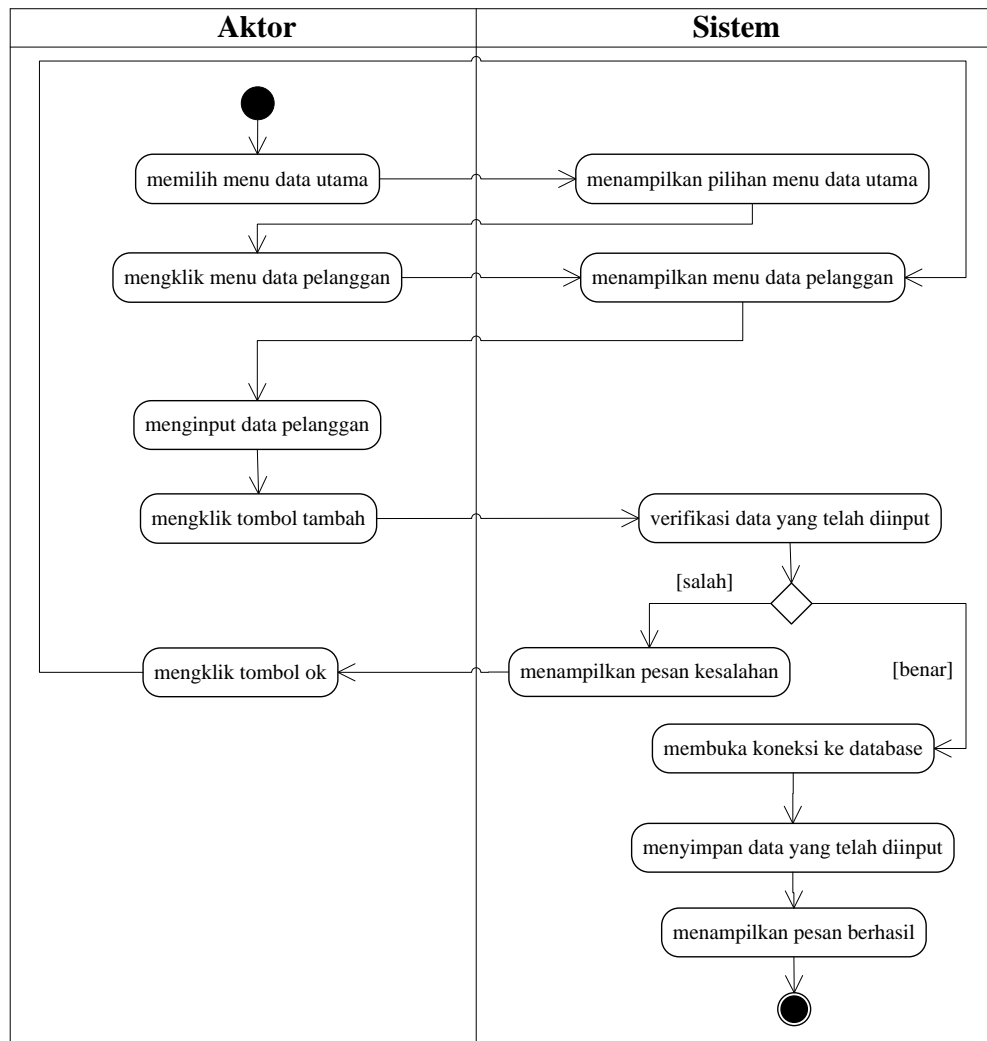 Aktor
Sistem
memilih menu data utama
menampilkan pilihan menu data utama
mengklik menu data pelanggan
menampilkan menu data pelanggan
menginput data pelanggan
mengklik tombol tambah
verifikasi data yang telah diinput
[salah]
mengklik tombol ok
menampilkan pesan kesalahan
[benar]
membuka koneksi ke database
menyimpan data yang telah diinput
menampilkan pesan berhasil